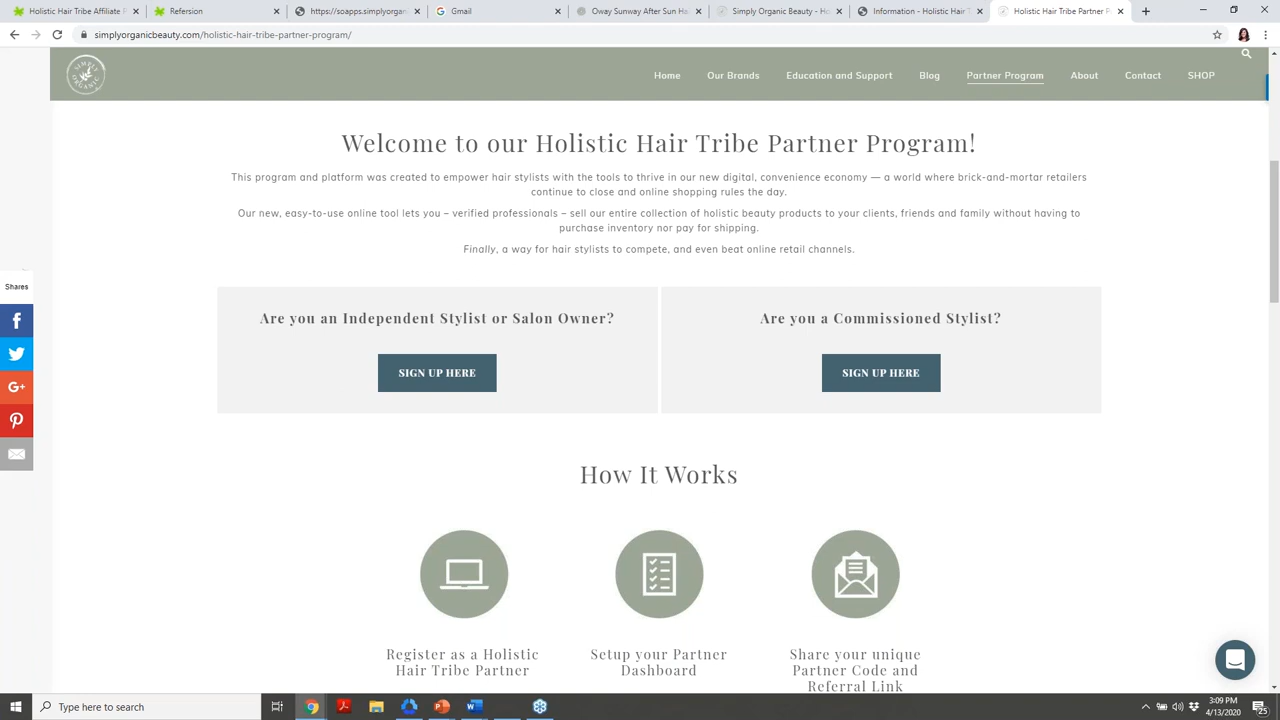 Holistic Hair Tribe Affiliate P
Refersion
https://soapps.simplyorgani
Gmail
Oway Sunway After Sun Ha
Simply Organic Beauty - Ho
Information - Simply Organi
Holistic Hair Tribe Partner P
simplyorganicbeauty.com/holistic-hair-tribe-partner-program/
SIMPLY ORGANIC
Home
Our Brands
Education and Support
Blog
Partner Program
About
Contact
SHOP
Welcome to our Holistic Hair Tribe Partner Program!
This program and platform was created to empower hair stylists with the tools to thrive in our new digital, convenience economy — a world where brick-and-mortar retailers
continue to close and online shopping rules the day.
Our new, easy-to-use online tool lets you – verified professionals – sell our entire collection of holistic beauty products to your clients, friends and family without having to
purchase inventory nor pay for shipping.
Finally, a way for hair stylists to compete, and even beat online retail channels.
Shares
Are you an Independent Stylist or Salon Owner?
SIGN UP HERE
Are you a Commissioned Stylist?
SIGN UP HERE
How It Works
Register as a Holistic
Hair Tribe Partner
Setup your Partner
Dashboard
Share your unique
Partner Code and
Referral Link
Type here to search
3:09 PM
4/13/2020
25